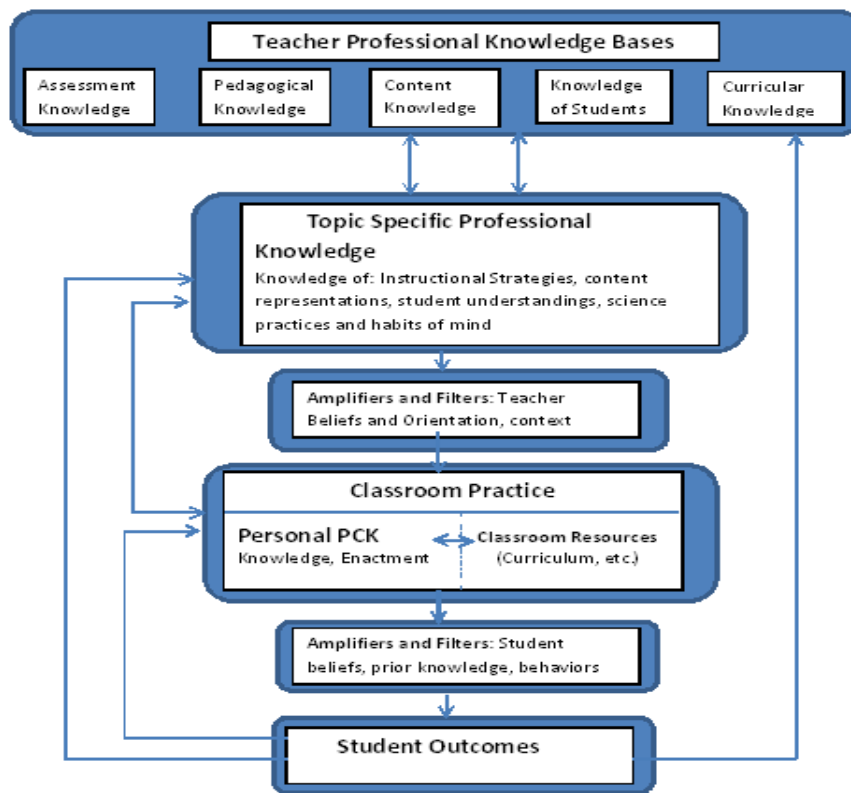 Teacher Professional Knowledge Bases
Assessment
Knowledge
Pedagogical
Knowledge
Content
Knowledge
Knowledge
of Students
Curricular
Knowledge
Topic Specific Professional
Knowledge
Knowledge of: Instructional Strategies, content
representations, student understandings, science
practices and habits of mind
Amplifiers and Filters: Teacher
Beliefs and Orientation, context
Classroom Practice
Personal PCK
Knowledge, Enactment
Classroom Resources
(Curriculum, etc.)
Amplifiers and Filters: Student
beliefs, prior knowledge, behaviors
Student Outcomes